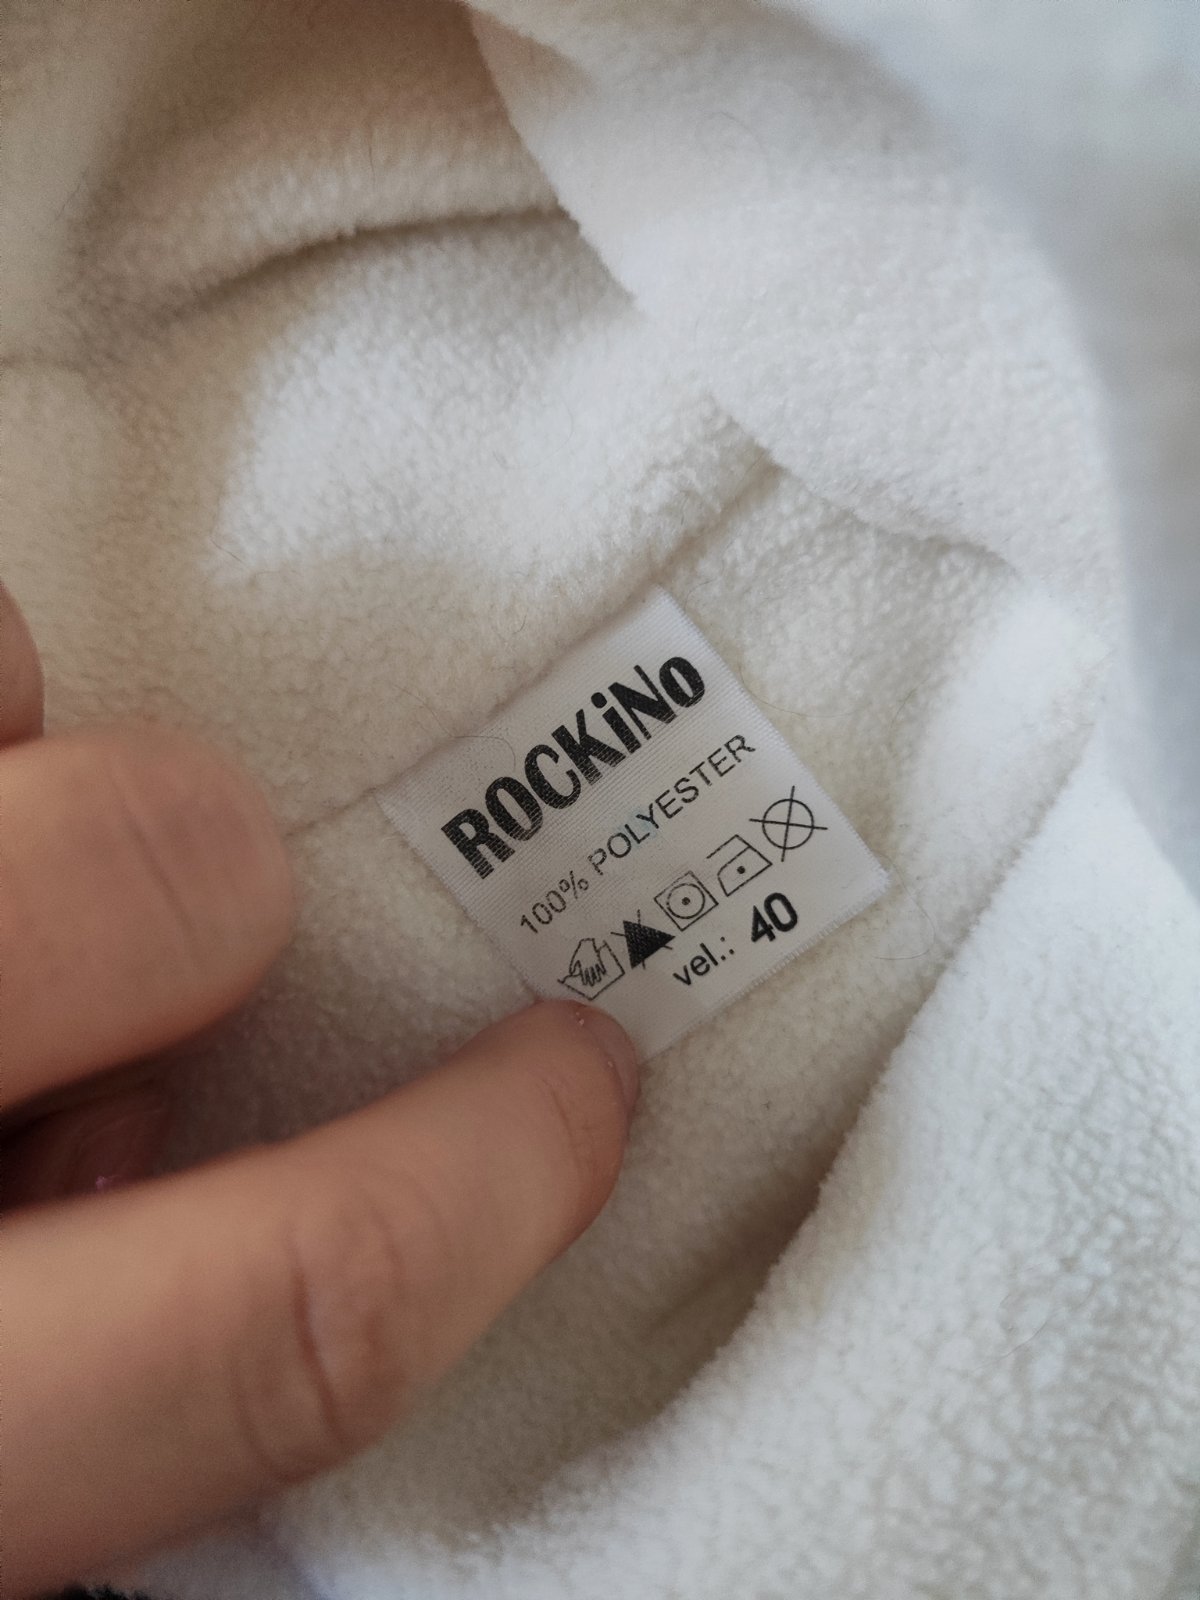 ROCKiNo
100% POLYESTER
vel.: 40